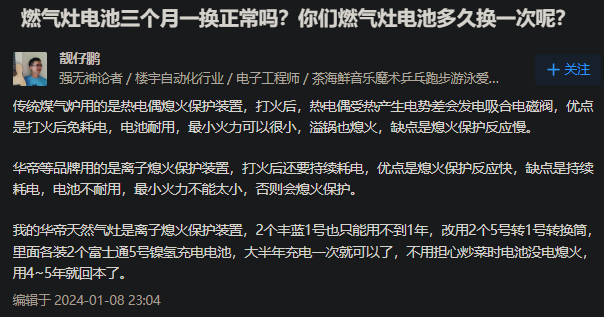 燃气灶电池三个月一换正常吗？你们燃气灶电池多久换一次呢？
靓仔鹏
强无神论者 / 楼宇自动化行业 / 电子工程师 / 茶海鲜音乐魔术乒乓跑步游泳爱...
+ 关注
传统煤气炉用的是热电偶熄火保护装置，打火后，热电偶受热产生电势差会发电吸合电磁阀，优点
是打火后免耗电，电池耐用，最小火力可以很小，溢锅也熄火，缺点是熄火保护反应慢。
华帝等品牌用的是离子熄火保护装置，打火后还要持续耗电，优点是熄火保护反应快，缺点是持续
耗电，电池不耐用，最小火力不能太小，否则会熄火保护。
我的华帝天然气灶是离子熄火保护装置，2个丰蓝1号也只能用不到1年，改用2个5号转1号转换筒，
里面各装2个富士通5号镍氢充电电池，大半年充电一次就可以了，不用担心炒菜时电池没电熄火，
用4~5年就回本了。
编辑于 2024-01-08 23:04